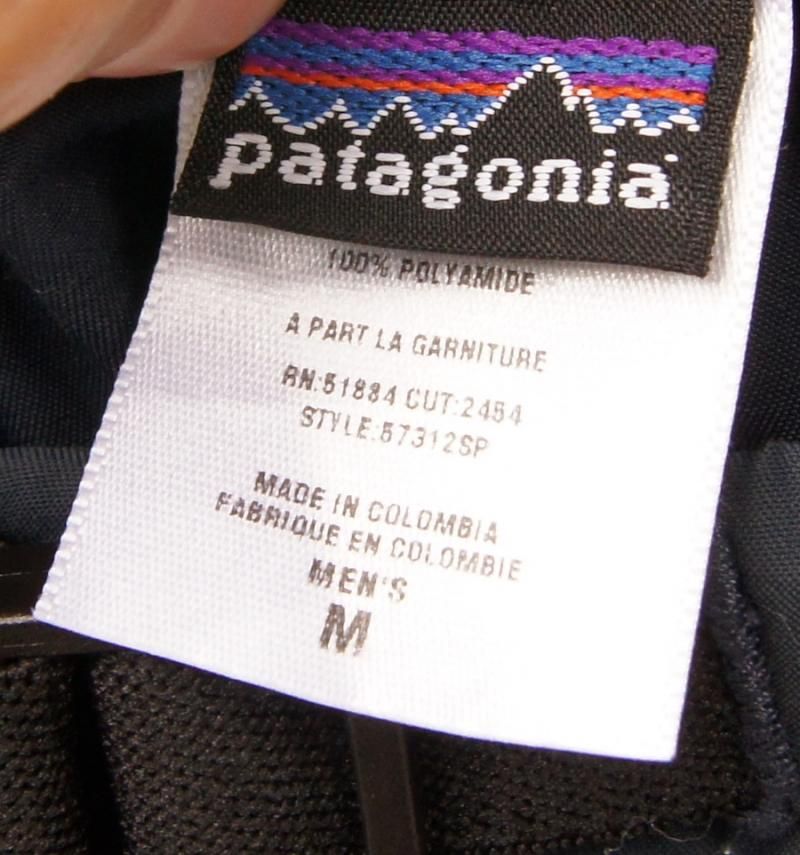 patagonia
100% POLYAMIDE
A PART LA GARNITURE
RN:51884 CUT:2454
STYLE:57312SP
MADE IN COLOMBIA
FABRIQUE EN COLOMBIE
MEN'S
M